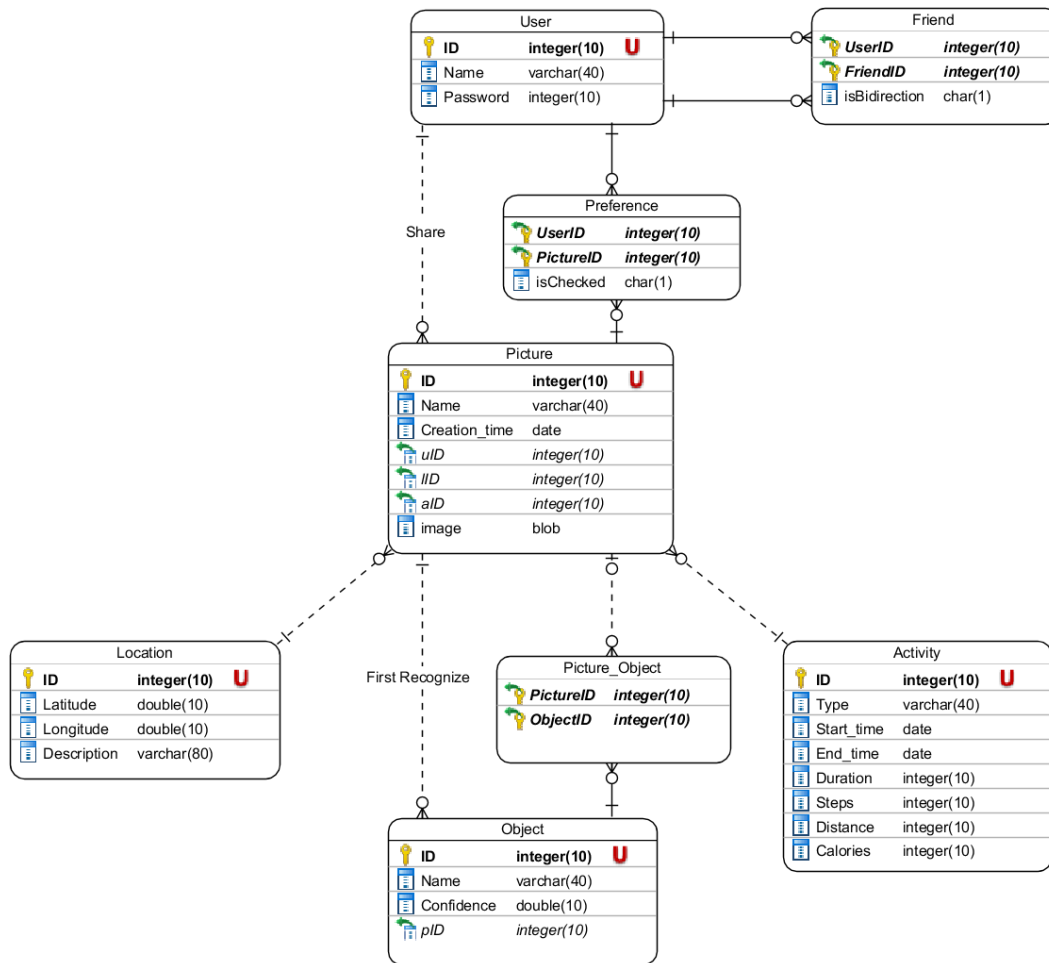 User
ID integer(10) U
Name varchar(40)
Password integer(10)
Friend
UserID integer(10)
FriendID integer(10)
isBidirection char(1)
Share
Preference
UserID integer(10)
PictureID integer(10)
isChecked char(1)
Picture
ID integer(10) U
Name varchar(40)
Creation_time date
uID integer(10)
lID integer(10)
aID integer(10)
image blob
Location
ID integer(10) U
Latitude double(10)
Longitude double(10)
Description varchar(80)
First Recognize
Picture_Object
PictureID integer(10)
ObjectID integer(10)
Activity
ID integer(10) U
Type varchar(40)
Start_time date
End_time date
Duration integer(10)
Steps integer(10)
Distance integer(10)
Calories integer(10)
Object
ID integer(10) U
Name varchar(40)
Confidence double(10)
pID integer(10)